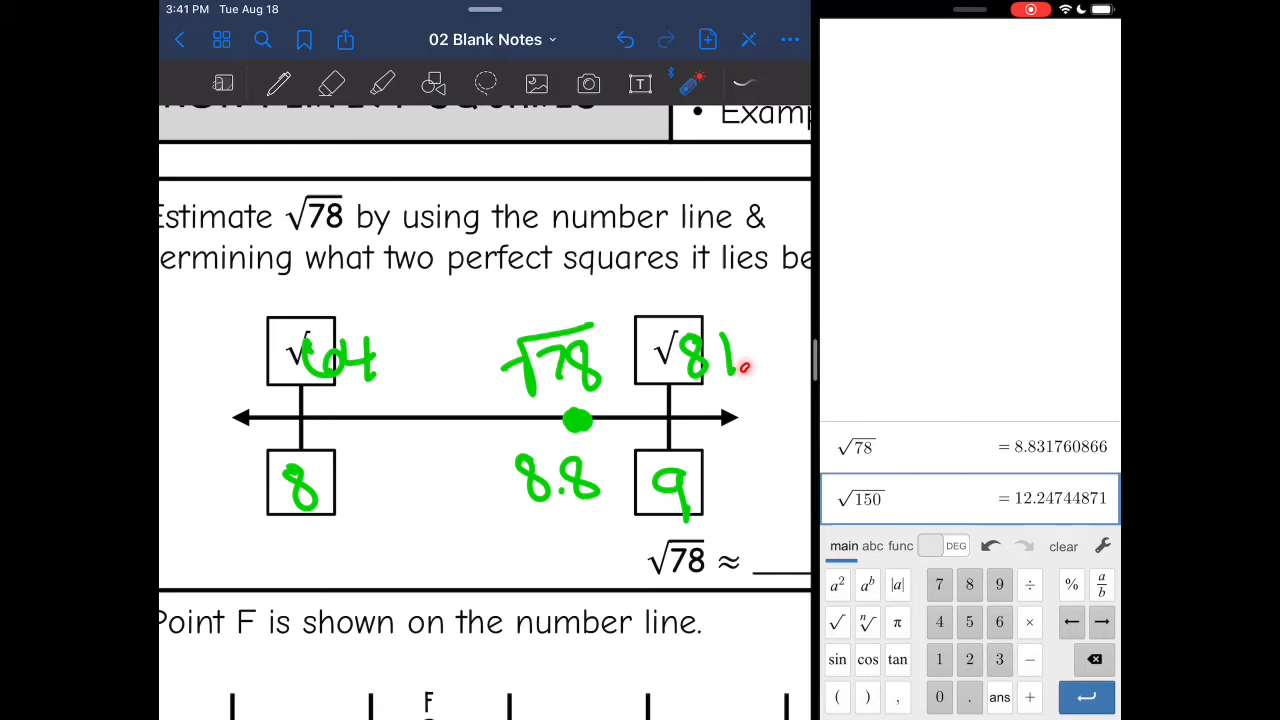 3:41 PM Tue Aug 18
02 Blank Notes
T
• Examp
Estimate √78 by using the number line &
ermining what two perfect squares it lies be
√64 √78 √81
8 8.8 9
√78 ≈ ____
Point F is shown on the number line.
F
√78 = 8.831760866
√150 = 12.24744871
main abc func DEG clear
a² aᵇ |a| 7 8 9 ÷ % a/b
√ ⁿ√ π 4 5 6 × ← →
sin cos tan 1 2 3 −
( ) , 0 . ans +